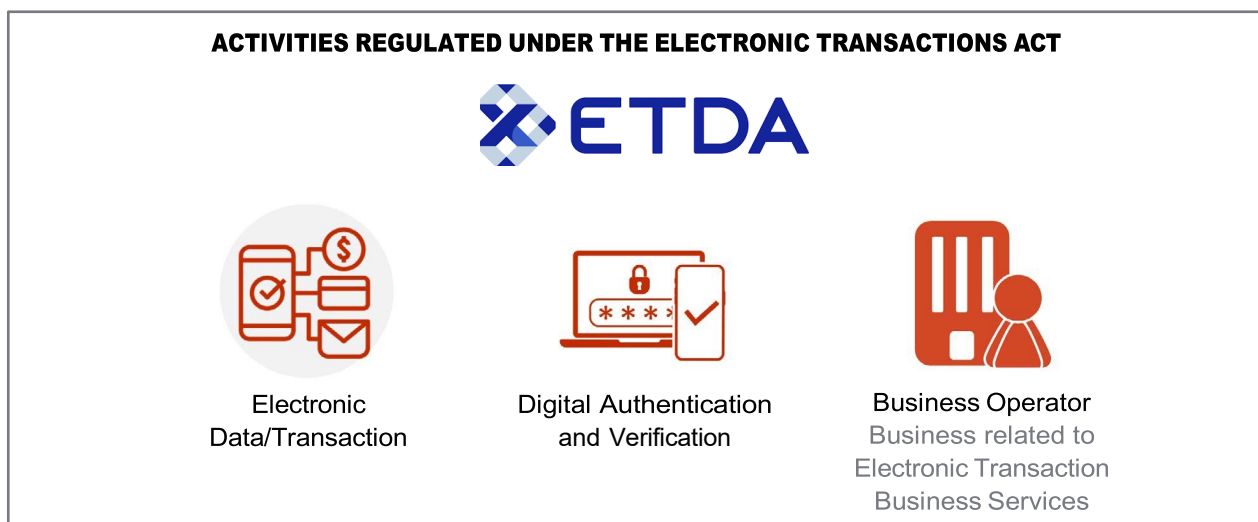 ACTIVITIES REGULATED UNDER THE ELECTRONIC TRANSACTIONS ACT
ETDA
$
* * * *
Electronic
Data/Transaction
Digital Authentication
and Verification
Business Operator
Business related to
Electronic Transaction
Business Services